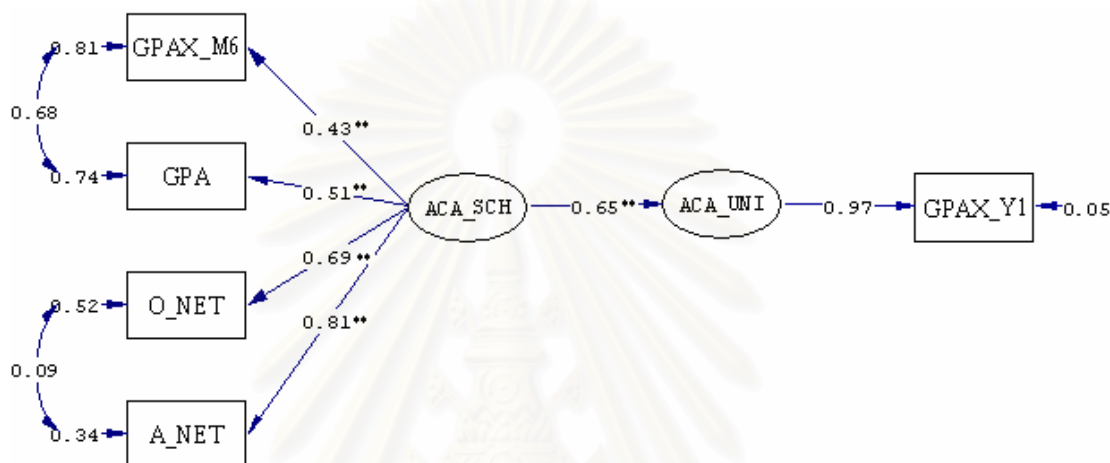 0.81
GPAX_M6
0.68
0.43**
0.74
GPA
0.51**
ACA_SCH
0.65**
ACA_UNI
0.97
GPAX_Y1
0.05
0.69**
0.52
O_NET
0.81**
0.09
0.34
A_NET